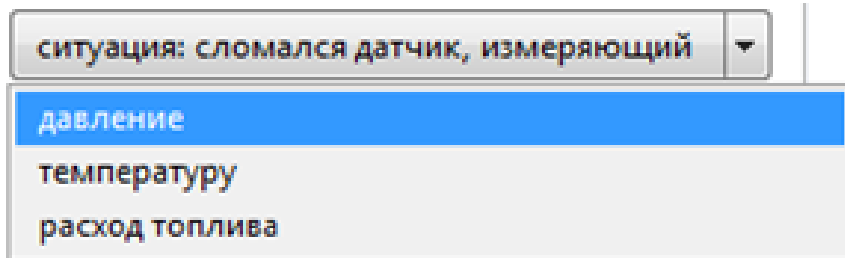 ситуация: сломался датчик, измеряющий
давление
температуру
расход топлива